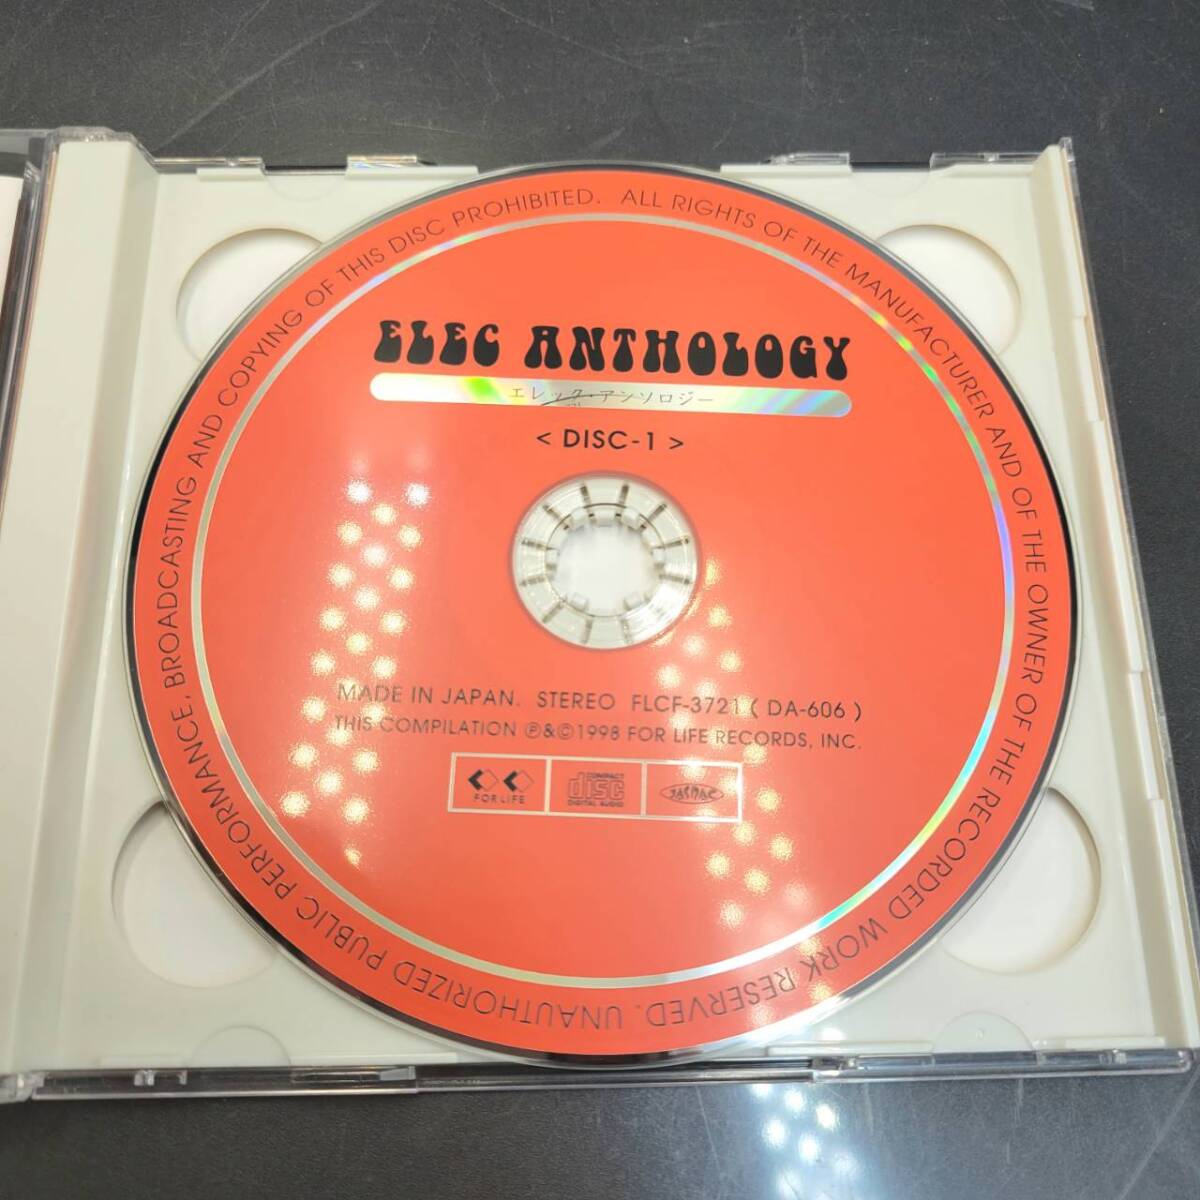 ELEC ANTHOLOGY
エレック・アンソロジー
< DISC-1 >
MADE IN JAPAN. STEREO FLCF-3721 ( DA-606 )
THIS COMPILATION Ⓟ&©1998 FOR LIFE RECORDS, INC.
FOR LIFE
COMPACT
disc
DIGITAL AUDIO
JASRAC
ALL RIGHTS OF THE MANUFACTURER AND OF THE OWNER OF THE RECORDED WORK RESERVED. UNAUTHORIZED PUBLIC PERFORMANCE, BROADCASTING AND COPYING OF THIS DISC PROHIBITED.